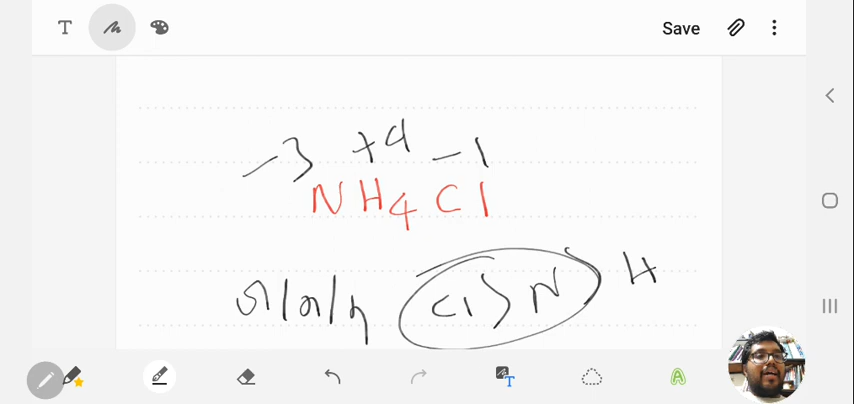 T Save
-3 +4 -1
NH4Cl
Cl > N > H
T
A